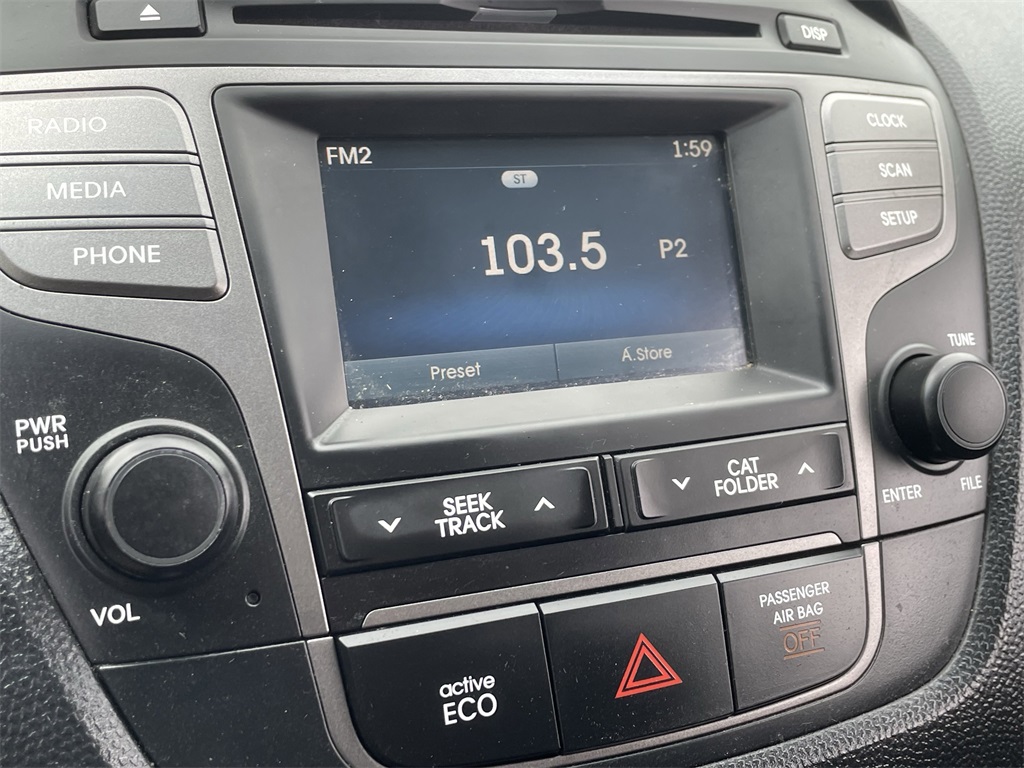 DISP
RADIO
MEDIA
PHONE
FM2
1:59
ST
103.5
P2
Preset
A.Store
CLOCK
SCAN
SETUP
PWR
PUSH
VOL
TUNE
ENTER
FILE
SEEK
TRACK
CAT
FOLDER
active
ECO
PASSENGER
AIR BAG
OFF